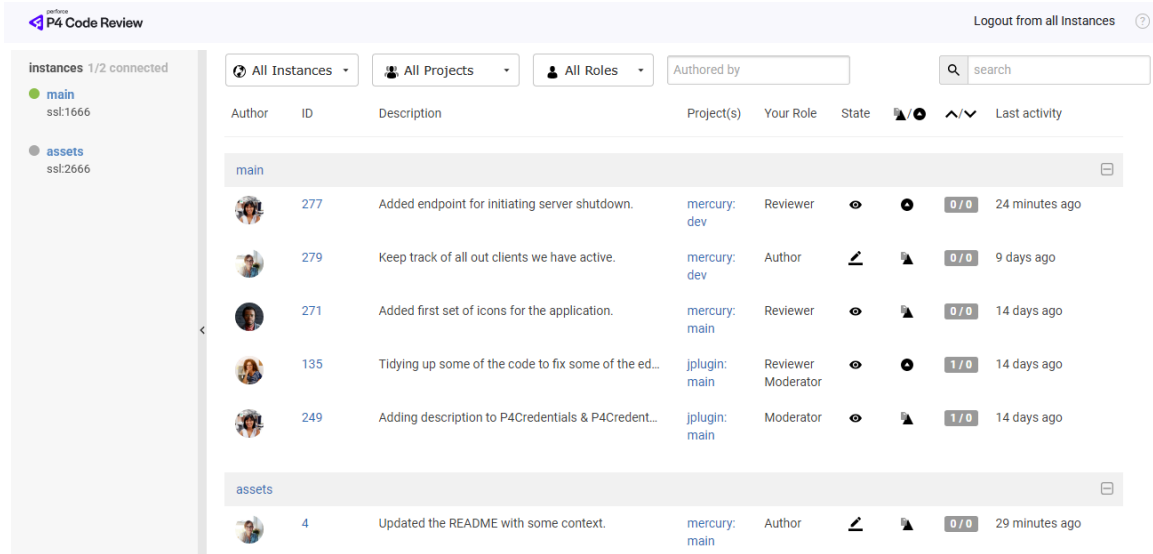 perforce
P4 Code Review
Logout from all Instances ?
instances 1/2 connected
main
ssl:1666
assets
ssl:2666
All Instances All Projects All Roles Authored by search
Author ID Description Project(s) Your Role State / / Last activity
main
277 Added endpoint for initiating server shutdown. mercury: Reviewer 0 / 0 24 minutes ago
dev
279 Keep track of all out clients we have active. mercury: Author 0 / 0 9 days ago
dev
271 Added first set of icons for the application. mercury: Reviewer 0 / 0 14 days ago
main
135 Tidying up some of the code to fix some of the ed... jplugin: Reviewer 1 / 0 14 days ago
main Moderator
249 Adding description to P4Credentials & P4Credent... jplugin: Moderator 1 / 0 14 days ago
main
assets
4 Updated the README with some context. mercury: Author 0 / 0 29 minutes ago
main